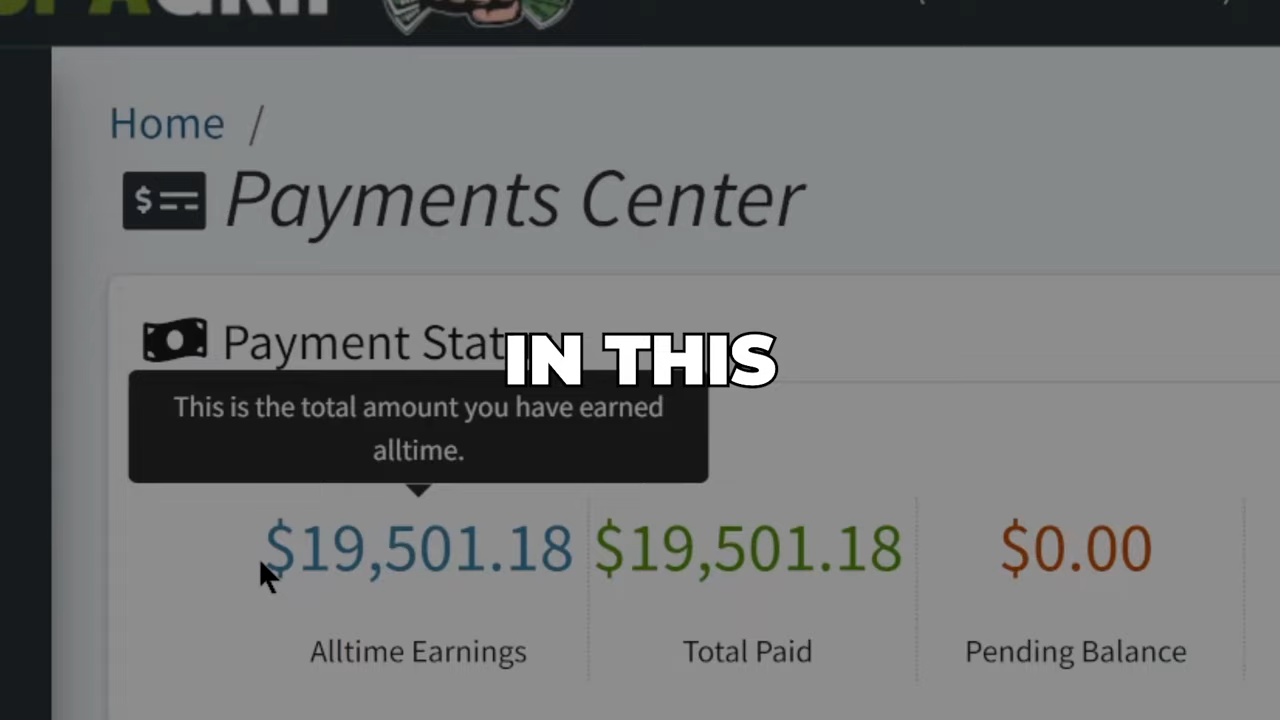 Home /
Payments Center
Payment Stat
IN THIS
This is the total amount you have earned
alltime.
$19,501.18 $19,501.18 $0.00
Alltime Earnings Total Paid Pending Balance